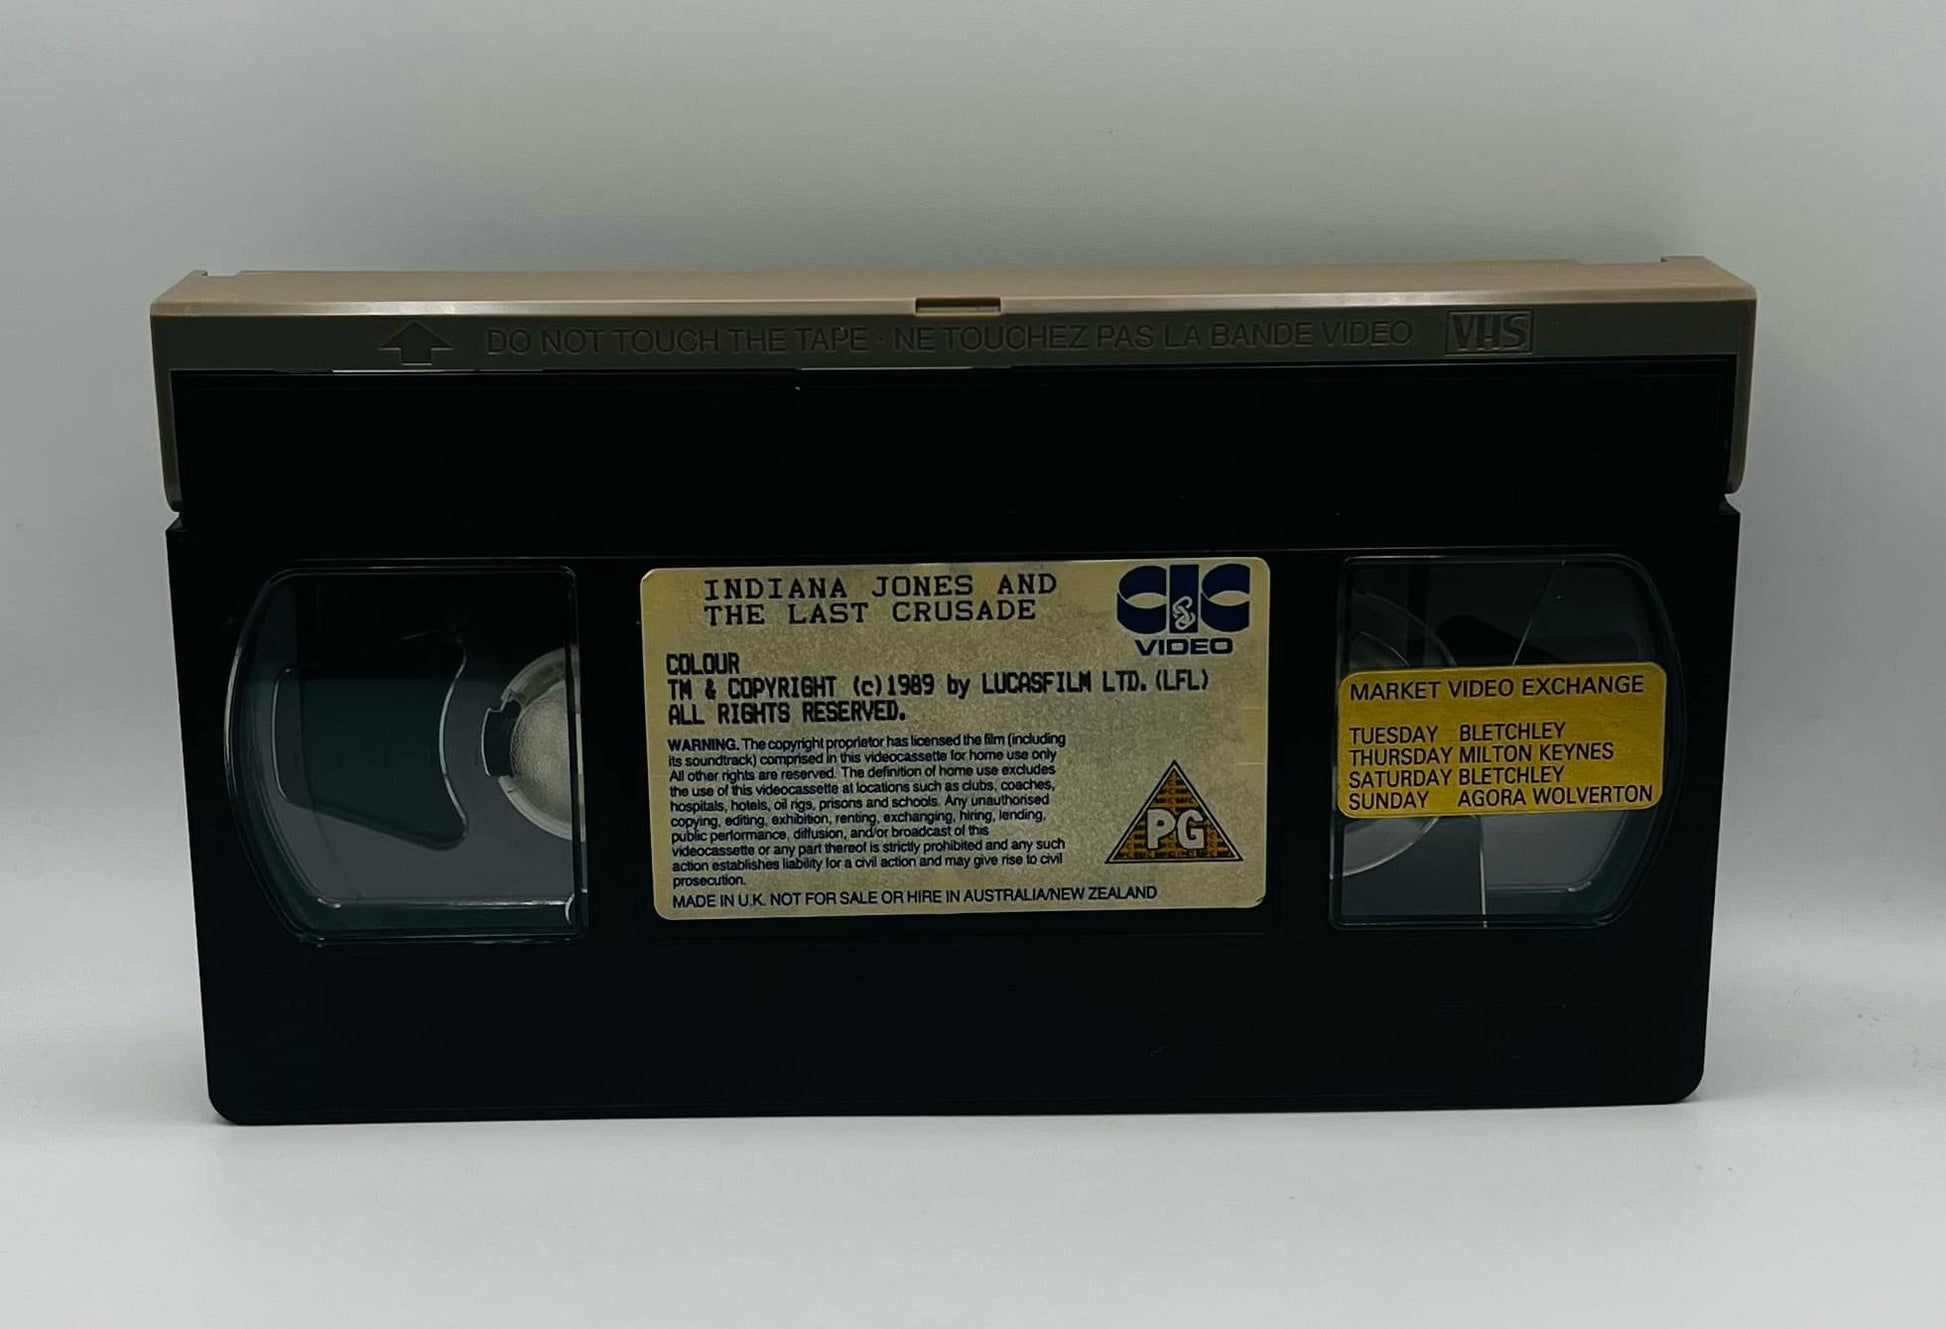 DO NOT TOUCH THE TAPE · NE TOUCHEZ PAS LA BANDE VIDEO VHS
INDIANA JONES AND
THE LAST CRUSADE
CIC
VIDEO
COLOUR
TM & COPYRIGHT (c)1989 by LUCASFILM LTD.(LFL)
ALL RIGHTS RESERVED.
WARNING. The copyright proprietor has licensed the film (including
its soundtrack) comprised in this videocassette for home use only
All other rights are reserved. The definition of home use excludes
the use of this videocassette at locations such as clubs, coaches,
hospitals, hotels, oil rigs, prisons and schools. Any unauthorised
copying, editing, exhibition, renting, exchanging, hiring, lending,
public performance, diffusion, and/or broadcast of this
videocassette or any part thereof is strictly prohibited and any such
action establishes liability for a civil action and may give rise to civil
prosecution.
PG
MADE IN U.K. NOT FOR SALE OR HIRE IN AUSTRALIA/NEW ZEALAND
MARKET VIDEO EXCHANGE
TUESDAY BLETCHLEY
THURSDAY MILTON KEYNES
SATURDAY BLETCHLEY
SUNDAY AGORA WOLVERTON